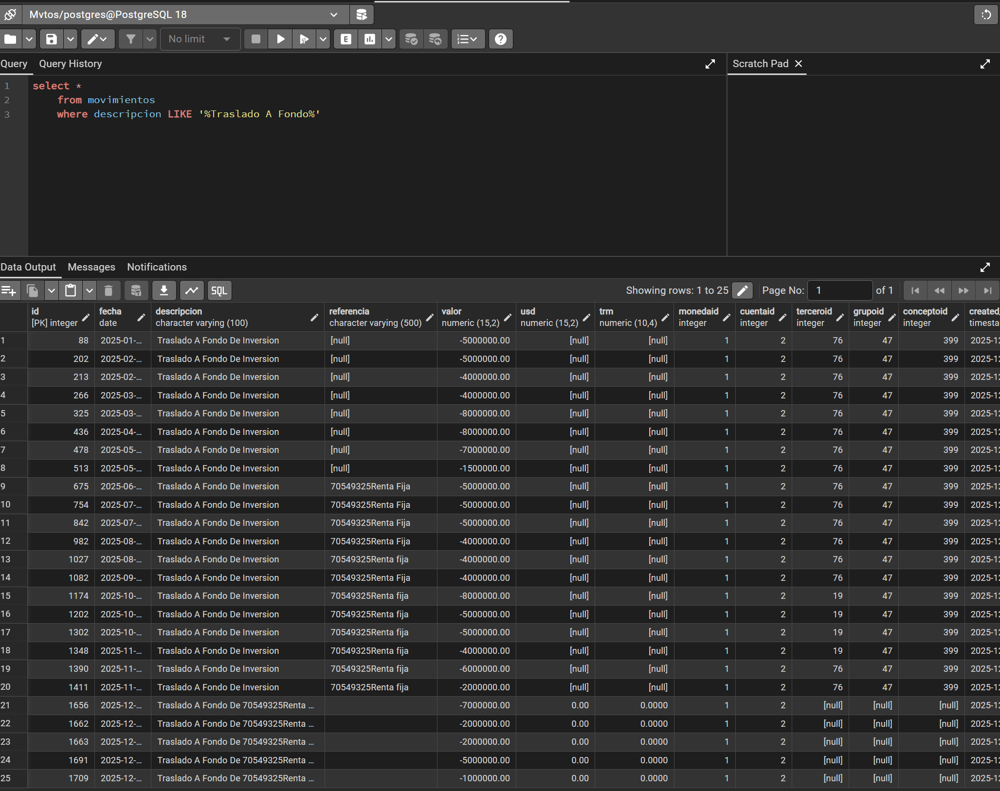 Mvtos/postgres@PostgreSQL 18
No limit
Query Query History
Scratch Pad
1 select *
2 from movimientos
3 where descripcion LIKE '%Traslado A Fondo%'
Data Output Messages Notifications
SQL Showing rows: 1 to 25 Page No: 1 of 1
id fecha descripcion referencia valor usd trm monedaid cuentaid terceroid grupoid conceptoid created_
[PK] integer date character varying (100) character varying (500) numeric (15,2) numeric (15,2) numeric (10,4) integer integer integer integer integer timesta
1 88 2025-01-... Traslado A Fondo De Inversion [null] -5000000.00 [null] [null] 1 2 76 47 399 2025-12
2 202 2025-02-... Traslado A Fondo De Inversion [null] -5000000.00 [null] [null] 1 2 76 47 399 2025-12
3 213 2025-02-... Traslado A Fondo De Inversion [null] -4000000.00 [null] [null] 1 2 76 47 399 2025-12
4 266 2025-03-... Traslado A Fondo De Inversion [null] -4000000.00 [null] [null] 1 2 76 47 399 2025-12
5 325 2025-03-... Traslado A Fondo De Inversion [null] -8000000.00 [null] [null] 1 2 76 47 399 2025-12
6 436 2025-04-... Traslado A Fondo De Inversion [null] -8000000.00 [null] [null] 1 2 76 47 399 2025-12
7 478 2025-05-... Traslado A Fondo De Inversion [null] -7000000.00 [null] [null] 1 2 76 47 399 2025-12
8 513 2025-05-... Traslado A Fondo De Inversion [null] -1500000.00 [null] [null] 1 2 76 47 399 2025-12
9 675 2025-06-... Traslado A Fondo De Inversion 70549325Renta Fija -5000000.00 [null] [null] 1 2 76 47 399 2025-12
10 754 2025-07-... Traslado A Fondo De Inversion 70549325Renta Fija -5000000.00 [null] [null] 1 2 76 47 399 2025-12
11 842 2025-07-... Traslado A Fondo De Inversion 70549325Renta Fija -5000000.00 [null] [null] 1 2 76 47 399 2025-12
12 982 2025-08-... Traslado A Fondo De Inversion 70549325Renta Fija -4000000.00 [null] [null] 1 2 76 47 399 2025-12
13 1027 2025-08-... Traslado A Fondo De Inversion 70549325Renta fija -4000000.00 [null] [null] 1 2 76 47 399 2025-12
14 1082 2025-09-... Traslado A Fondo De Inversion 70549325Renta Fija -4000000.00 [null] [null] 1 2 76 47 399 2025-12
15 1174 2025-10-... Traslado A Fondo De Inversion 70549325Renta fija -8000000.00 [null] [null] 1 2 19 47 399 2025-12
16 1202 2025-10-... Traslado A Fondo De Inversion 70549325Renta fija -5000000.00 [null] [null] 1 2 19 47 399 2025-12
17 1302 2025-10-... Traslado A Fondo De Inversion 70549325Renta fija -5000000.00 [null] [null] 1 2 19 47 399 2025-12
18 1348 2025-11-... Traslado A Fondo De Inversion 70549325Renta fija -4000000.00 [null] [null] 1 2 19 47 399 2025-12
19 1390 2025-11-... Traslado A Fondo De Inversion 70549325Renta fija -6000000.00 [null] [null] 1 2 76 47 399 2025-12
20 1411 2025-11-... Traslado A Fondo De Inversion 70549325Renta fija -2000000.00 [null] [null] 1 2 76 47 399 2025-12
21 1656 2025-12-... Traslado A Fondo De 70549325Renta ... -7000000.00 0.00 0.0000 1 2 [null] [null] [null] 2025-12
22 1662 2025-12-... Traslado A Fondo De 70549325Renta ... -2000000.00 0.00 0.0000 1 2 [null] [null] [null] 2025-12
23 1663 2025-12-... Traslado A Fondo De 70549325Renta ... -2000000.00 0.00 0.0000 1 2 [null] [null] [null] 2025-12
24 1691 2025-12-... Traslado A Fondo De 70549325Renta ... -5000000.00 0.00 0.0000 1 2 [null] [null] [null] 2025-12
25 1709 2025-12-... Traslado A Fondo De 70549325Renta ... -1000000.00 0.00 0.0000 1 2 [null] [null] [null] 2025-12